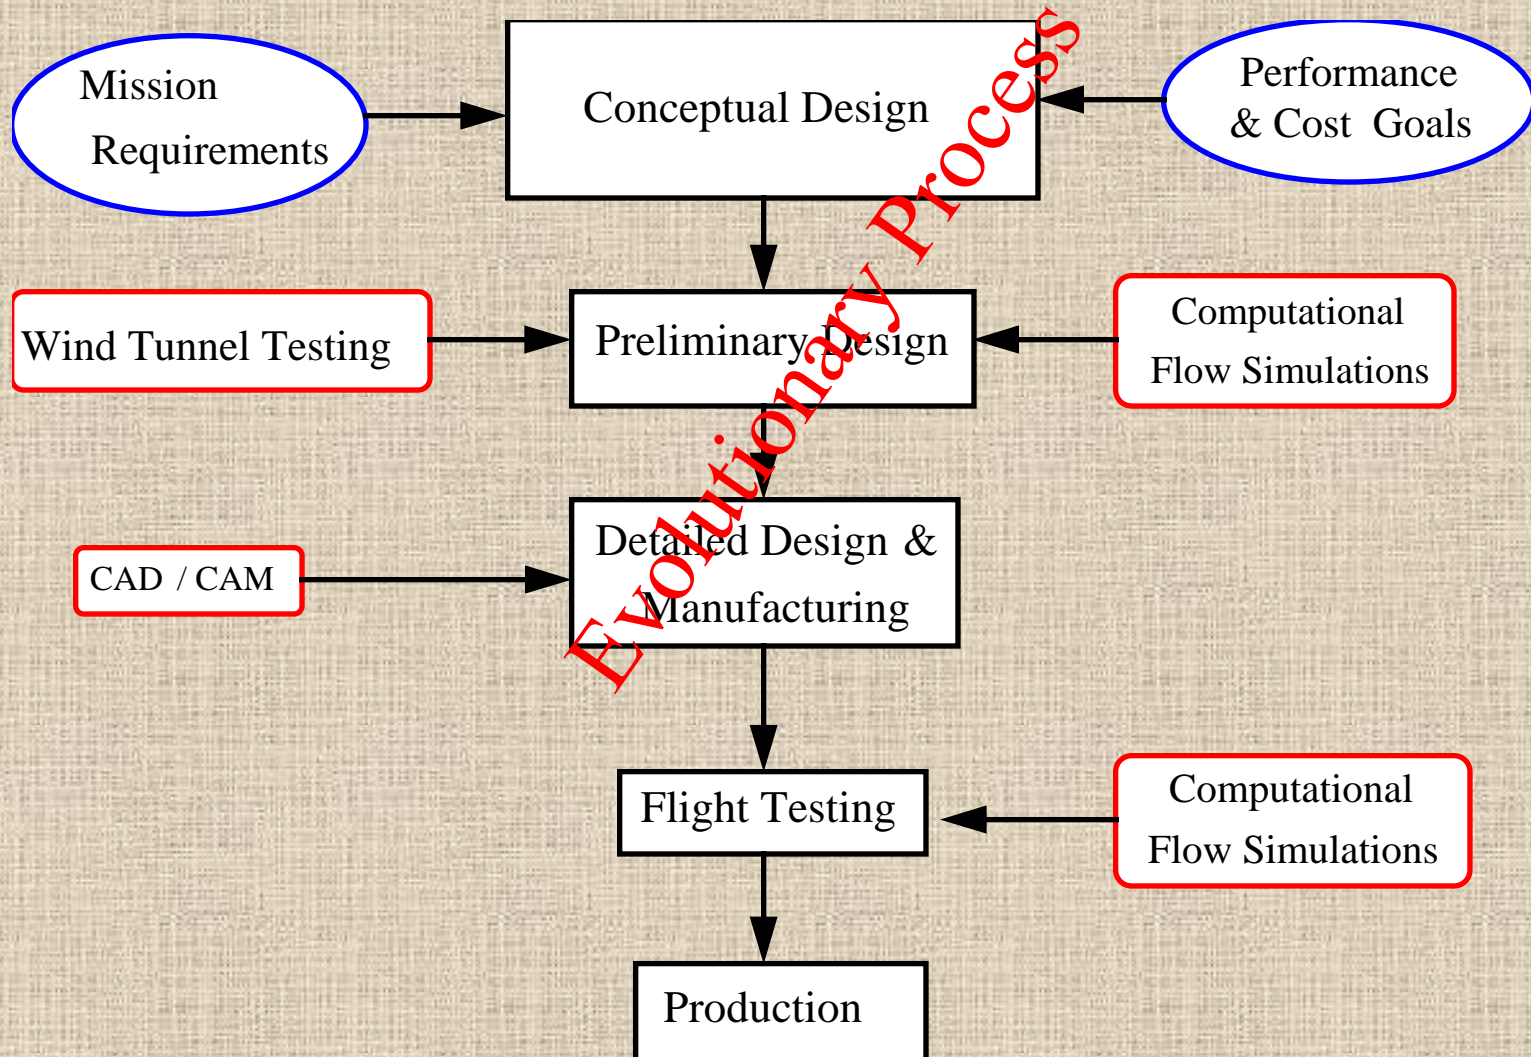 Mission
Requirements
Conceptual Design
Performance
& Cost Goals
Evolutionary Process
Wind Tunnel Testing
Preliminary Design
Computational
Flow Simulations
CAD / CAM
Detailed Design &
Manufacturing
Flight Testing
Computational
Flow Simulations
Production